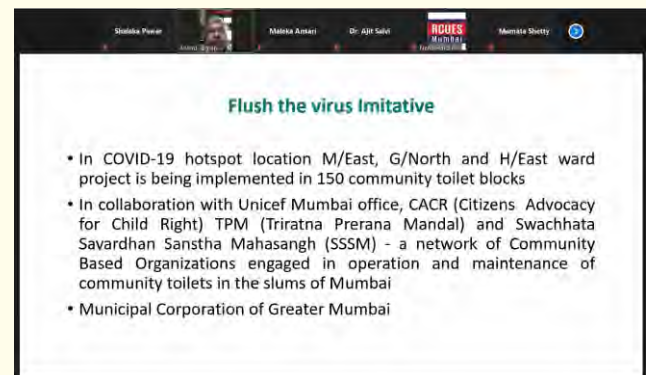 Shalaka Pawar
Maleka Ansari
Dr. Ajit Salvi
RCUES
Mumbai
Mamata Shetty
Flush the virus Imitative
• In COVID-19 hotspot location M/East, G/North and H/East ward
project is being implemented in 150 community toilet blocks
• In collaboration with Unicef Mumbai office, CACR (Citizens Advocacy
for Child Right) TPM (Triratna Prerana Mandal) and Swachhata
Savardhan Sanstha Mahasangh (SSSM) - a network of Community
Based Organizations engaged in operation and maintenance of
community toilets in the slums of Mumbai
• Municipal Corporation of Greater Mumbai